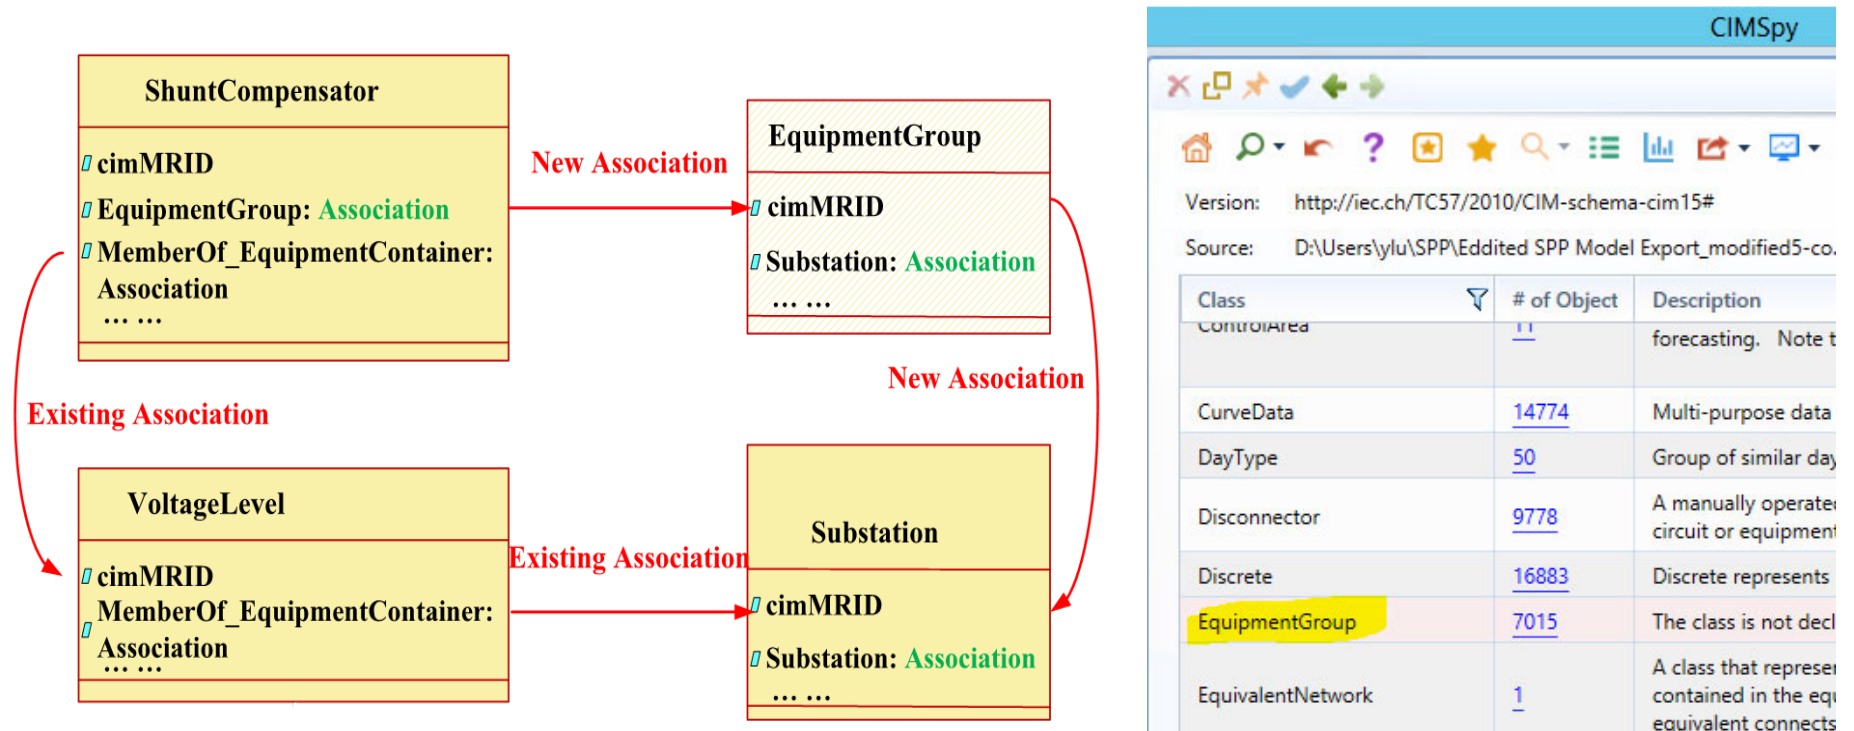 ShuntCompensator
cimMRID
EquipmentGroup: Association
MemberOf_EquipmentContainer:
Association
... ...
New Association
EquipmentGroup
cimMRID
Substation: Association
... ...
New Association
Existing Association
VoltageLevel
cimMRID
MemberOf_EquipmentContainer:
Association
... ...
Existing Association
Substation
cimMRID
Substation: Association
... ...
CIMSpy
Version: http://iec.ch/TC57/2010/CIM-schema-cim15#
Source: D:\Users\ylu\SPP\Eddited SPP Model Export_modified5-co.
Class # of Object Description
ControlArea 11 forecasting. Note t
CurveData 14774 Multi-purpose data
DayType 50 Group of similar day
Disconnector 9778 A manually operated
circuit or equipment
Discrete 16883 Discrete represents
EquipmentGroup 7015 The class is not decl
EquivalentNetwork 1 A class that represen
contained in the equ
equivalent connects